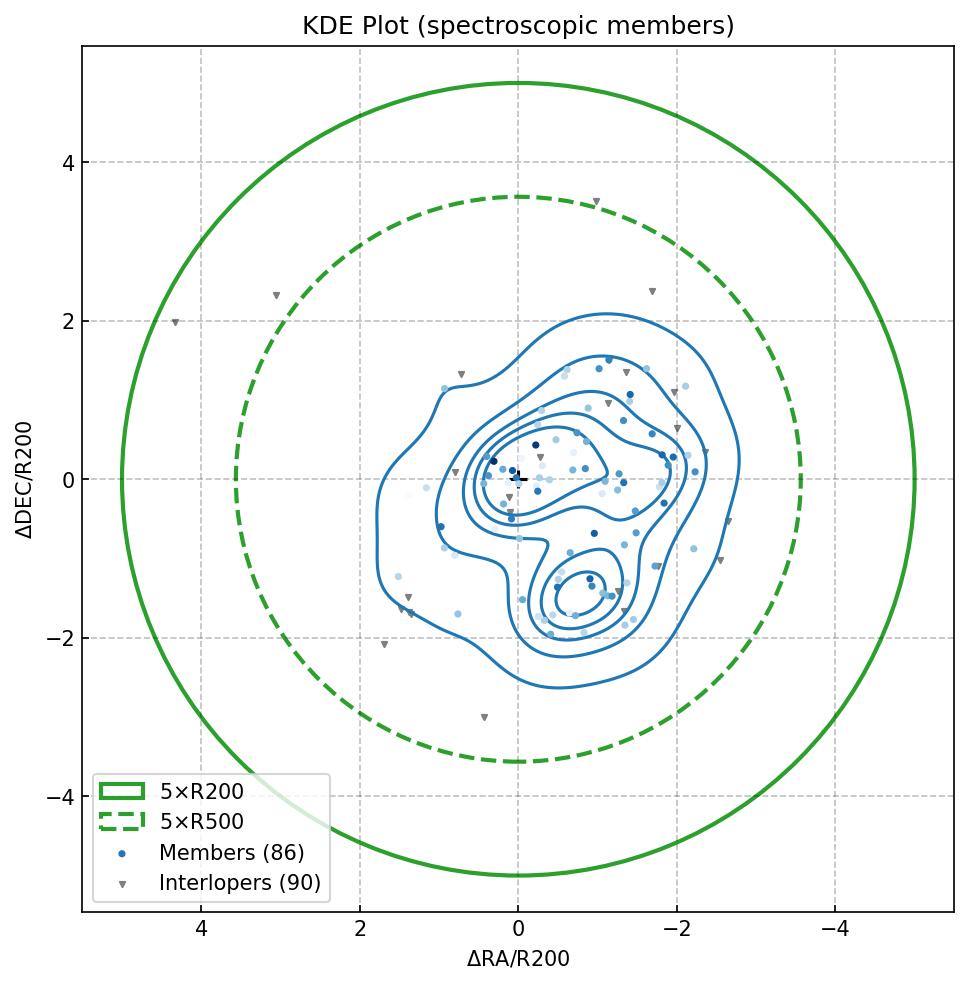 KDE Plot (spectroscopic members)
ΔDEC/R200
4
2
0
−2
−4
5×R200
5×R500
Members (86)
Interlopers (90)
4
2
0
−2
−4
ΔRA/R200